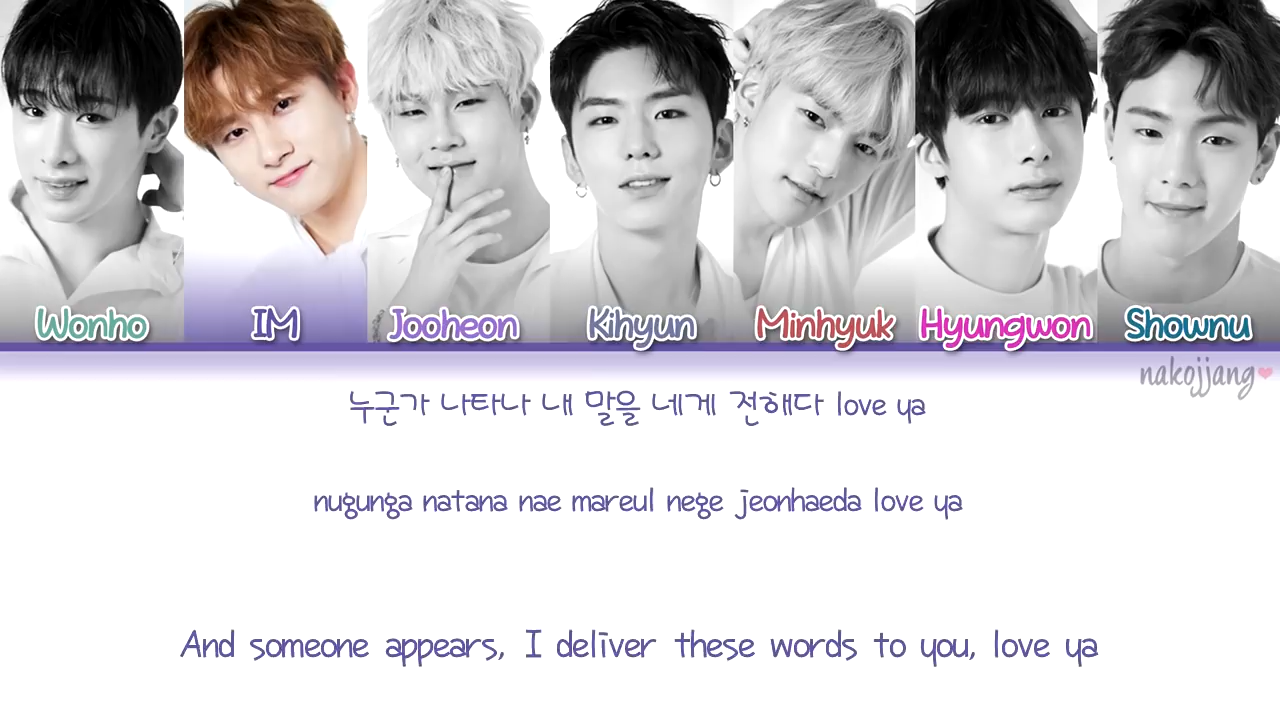 Wonho IM Jooheon Kihyun Minhyuk Hyungwon Shownu
nakojjang
누군가 나타나 내 말을 네게 전해다 love ya
nugunga natana nae mareul nege jeonhaeda love ya
And someone appears, I deliver these words to you, love ya